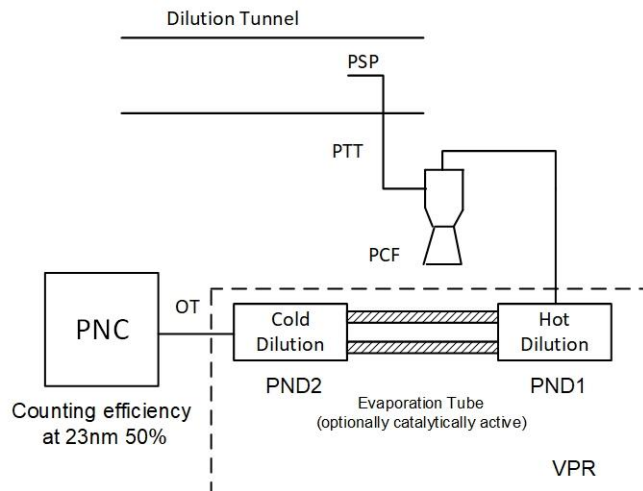 Dilution Tunnel
PSP
PTT
PCF
PNC
OT
Cold
Dilution
Hot
Dilution
PND2
PND1
Counting efficiency
at 23nm 50%
Evaporation Tube
(optionally catalytically active)
VPR